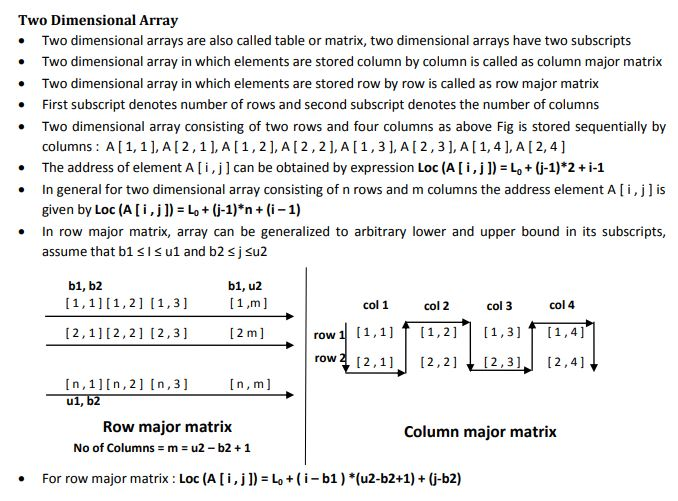 Two Dimensional Array
• Two dimensional arrays are also called table or matrix, two dimensional arrays have two subscripts
• Two dimensional array in which elements are stored column by column is called as column major matrix
• Two dimensional array in which elements are stored row by row is called as row major matrix
• First subscript denotes number of rows and second subscript denotes the number of columns
• Two dimensional array consisting of two rows and four columns as above Fig is stored sequentially by
columns : A [ 1, 1 ], A [ 2 , 1 ], A [ 1 , 2 ], A [ 2 , 2 ], A [ 1 , 3 ], A [ 2 , 3 ], A [ 1, 4 ], A [ 2, 4 ]
• The address of element A [ i , j ] can be obtained by expression Loc (A [ i , j ]) = L₀ + (j-1)*2 + i-1
• In general for two dimensional array consisting of n rows and m columns the address element A [ i , j ] is
given by Loc (A [ i , j ]) = L₀ + (j-1)*n + (i – 1)
• In row major matrix, array can be generalized to arbitrary lower and upper bound in its subscripts,
assume that b1 ≤ I ≤ u1 and b2 ≤ j ≤u2
b1, b2 b1, u2
[ 1 , 1 ] [ 1 , 2 ] [ 1 , 3 ] [ 1 ,m ]
[ 2 , 1 ] [ 2 , 2 ] [ 2 , 3 ] [ 2 m ]
[ n , 1 ] [ n , 2 ] [ n , 3 ] [ n , m ]
u1, b2
Row major matrix
No of Columns = m = u2 – b2 + 1
col 1 col 2 col 3 col 4
row 1 [ 1 , 1 ] [ 1 , 2 ] [ 1 , 3 ] [ 1 , 4 ]
row 2 [ 2 , 1 ] [ 2 , 2 ] [ 2 , 3 ] [ 2 , 4 ]
Column major matrix
• For row major matrix : Loc (A [ i , j ]) = L₀ + ( i – b1 ) *(u2-b2+1) + (j-b2)